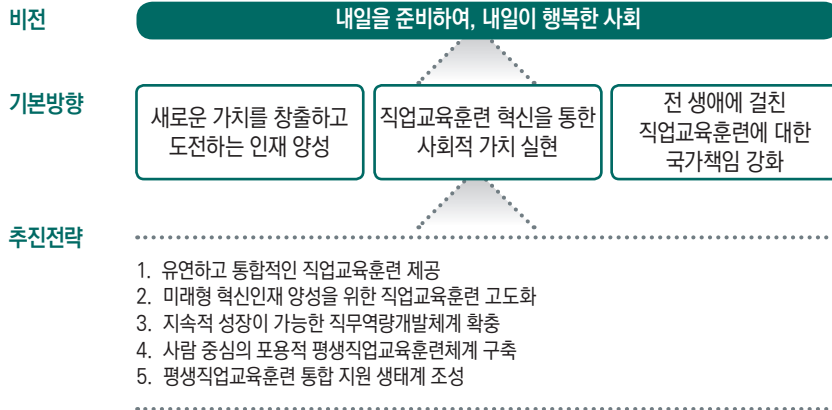 비전
내일을 준비하여, 내일이 행복한 사회
기본방향
새로운 가치를 창출하고
도전하는 인재 양성
직업교육훈련 혁신을 통한
사회적 가치 실현
전 생애에 걸친
직업교육훈련에 대한
국가책임 강화
추진전략
1. 유연하고 통합적인 직업교육훈련 제공
2. 미래형 혁신인재 양성을 위한 직업교육훈련 고도화
3. 지속적 성장이 가능한 직무역량개발체계 확충
4. 사람 중심의 포용적 평생직업교육훈련체계 구축
5. 평생직업교육훈련 통합 지원 생태계 조성